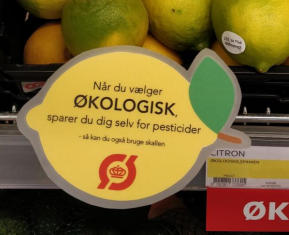 Når du vælger
ØKOLOGISK,
sparer du dig selv for pesticider
- så kan du også bruge skallen
Ø
CITRON
ØK